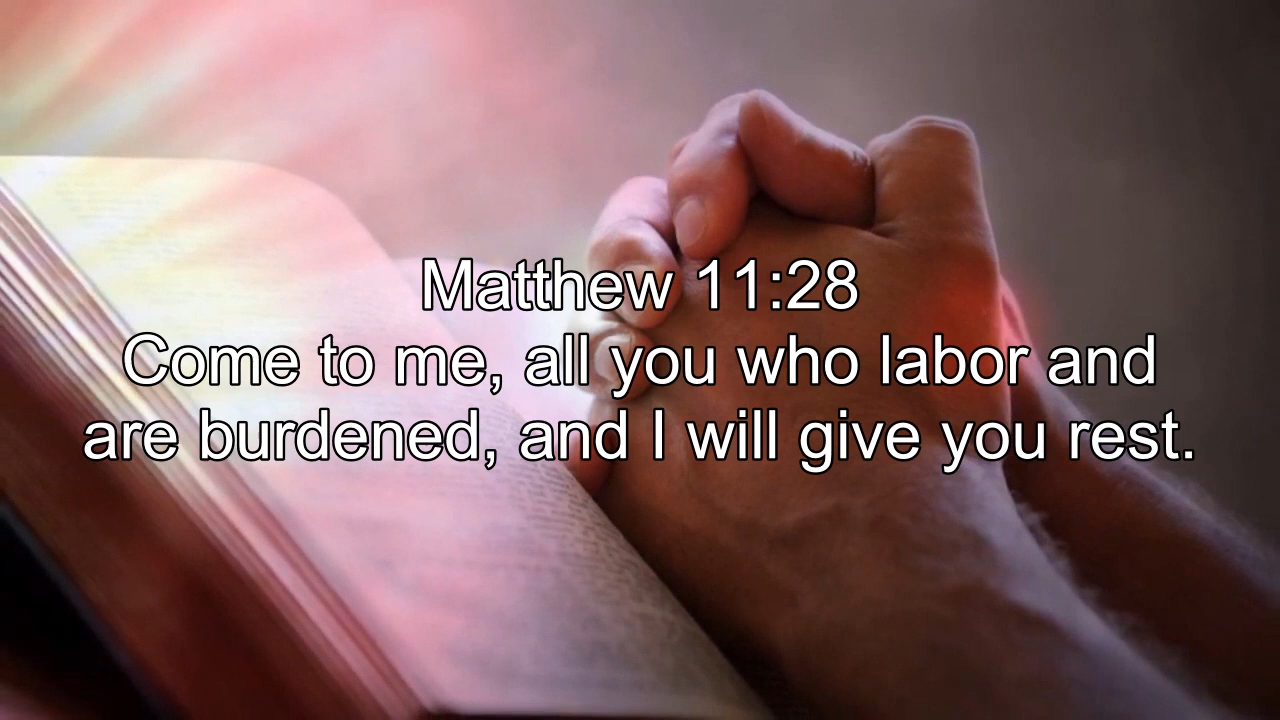 Matthew 11:28
Come to me, all you who labor and
are burdened, and I will give you rest.